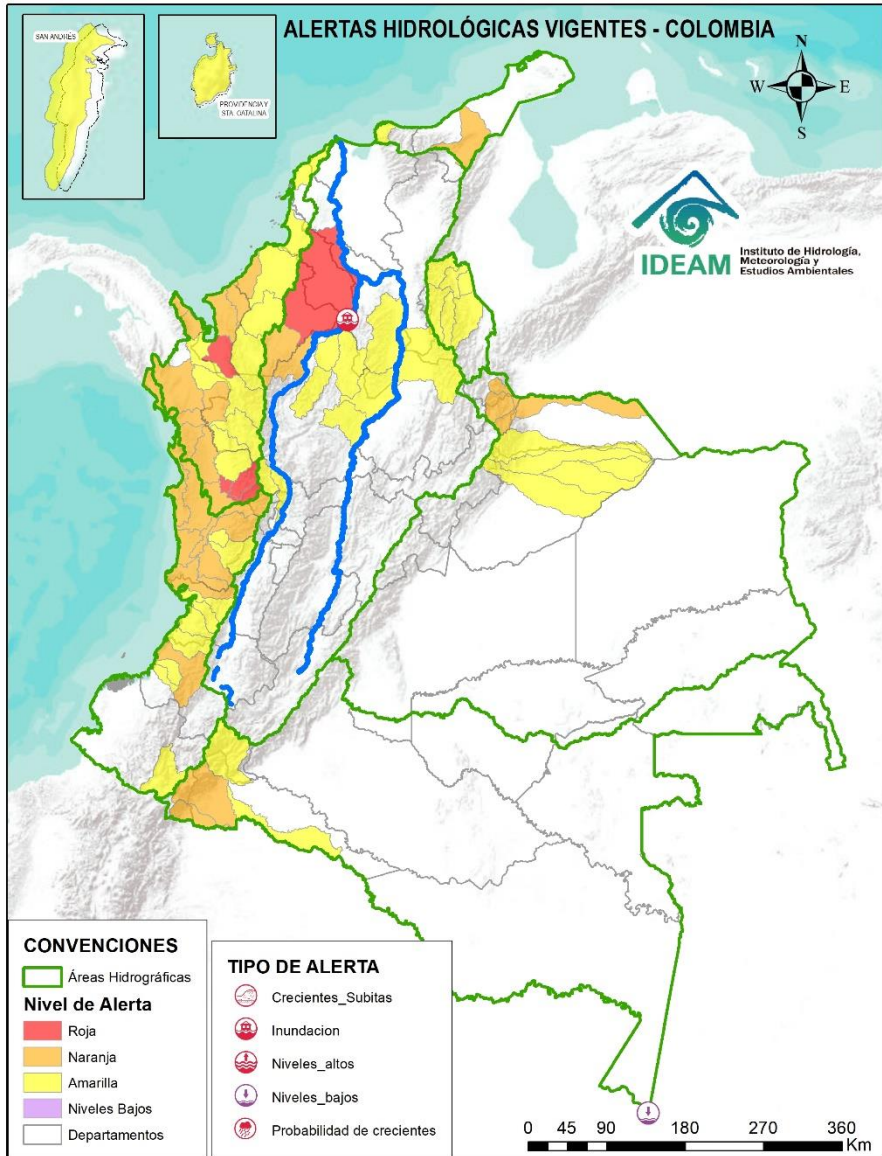 ALERTAS HIDROLÓGICAS VIGENTES - COLOMBIA
SAN ANDRÉS
PROVIDENCIA Y
STA. CATALINA
N
W
E
S
IDEAM
Instituto de Hidrología,
Meteorología y
Estudios Ambientales
CONVENCIONES
Áreas Hidrográficas
Nivel de Alerta
Roja
Naranja
Amarilla
Niveles Bajos
Departamentos
TIPO DE ALERTA
Crecientes_Subitas
Inundacion
Niveles_altos
Niveles_bajos
Probabilidad de crecientes
0 45 90 180 270 360
Km